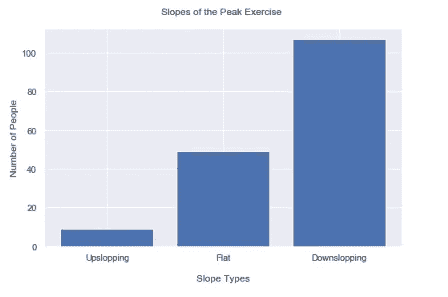 Slopes of the Peak Exercise
Number of People
100
80
60
40
20
0
Upslopping
Flat
Downslopping
Slope Types